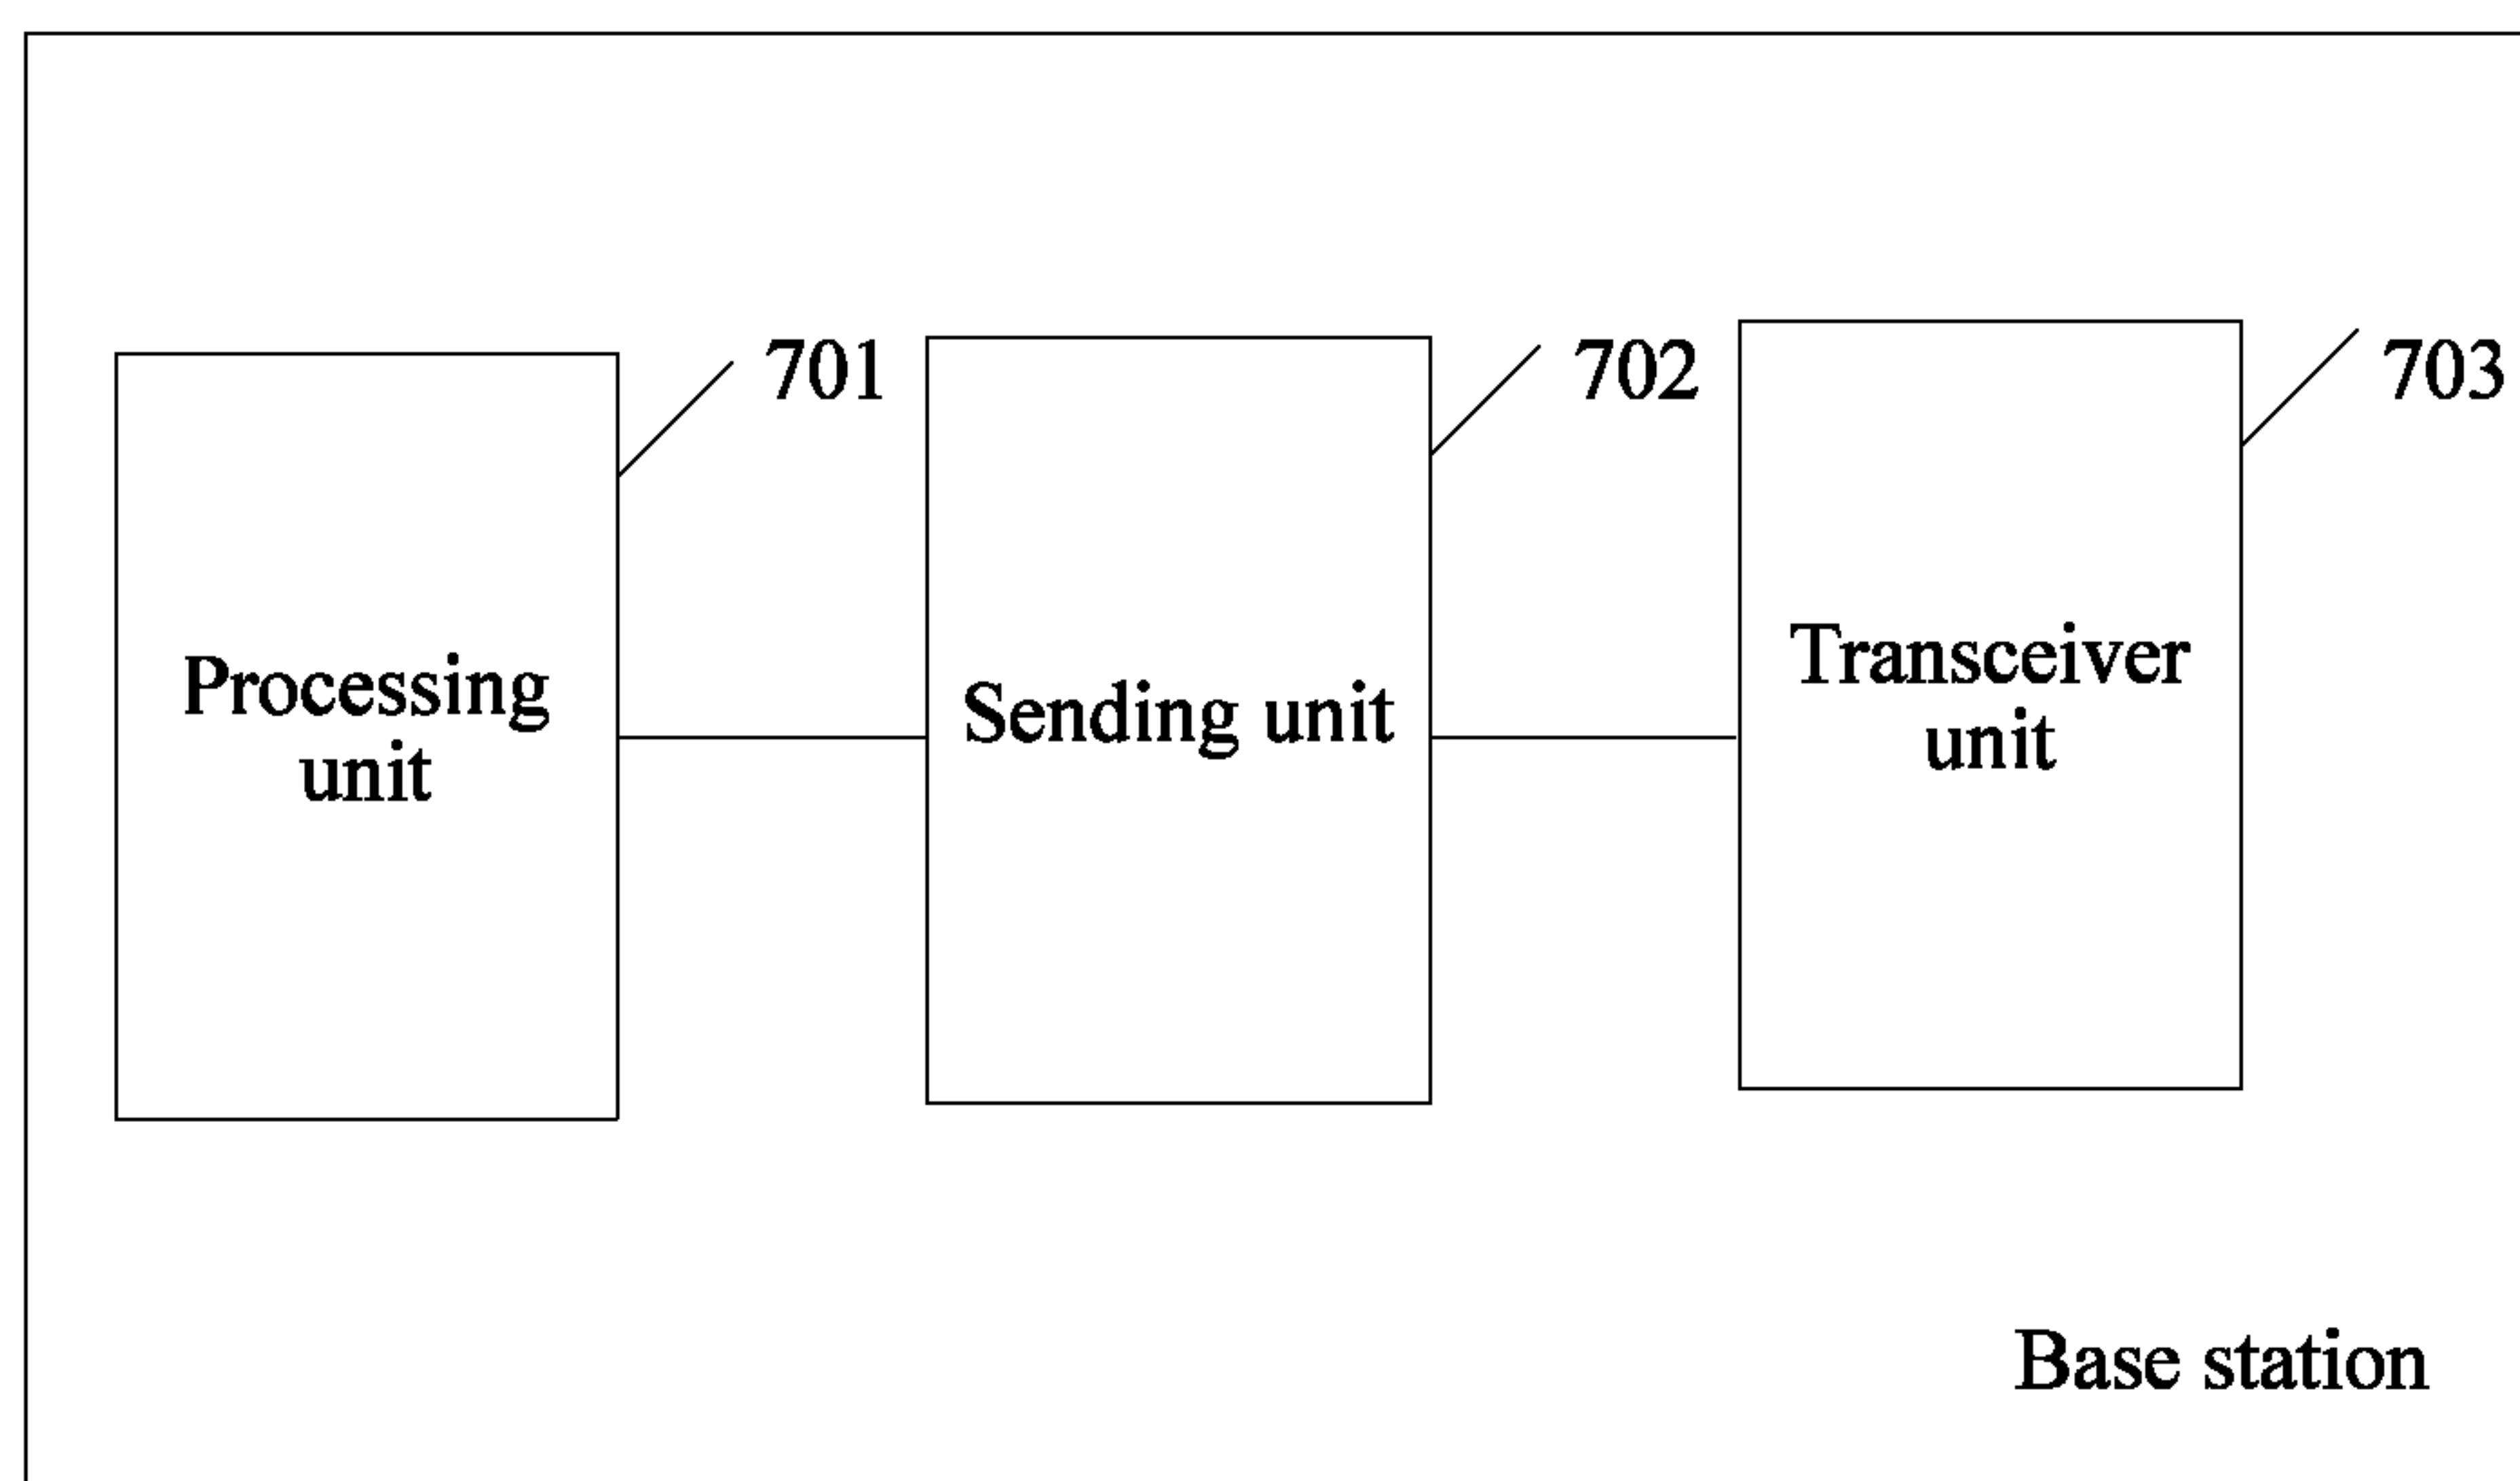 701
702
703
Processing
unit
Sending unit
Transceiver
unit
Base station